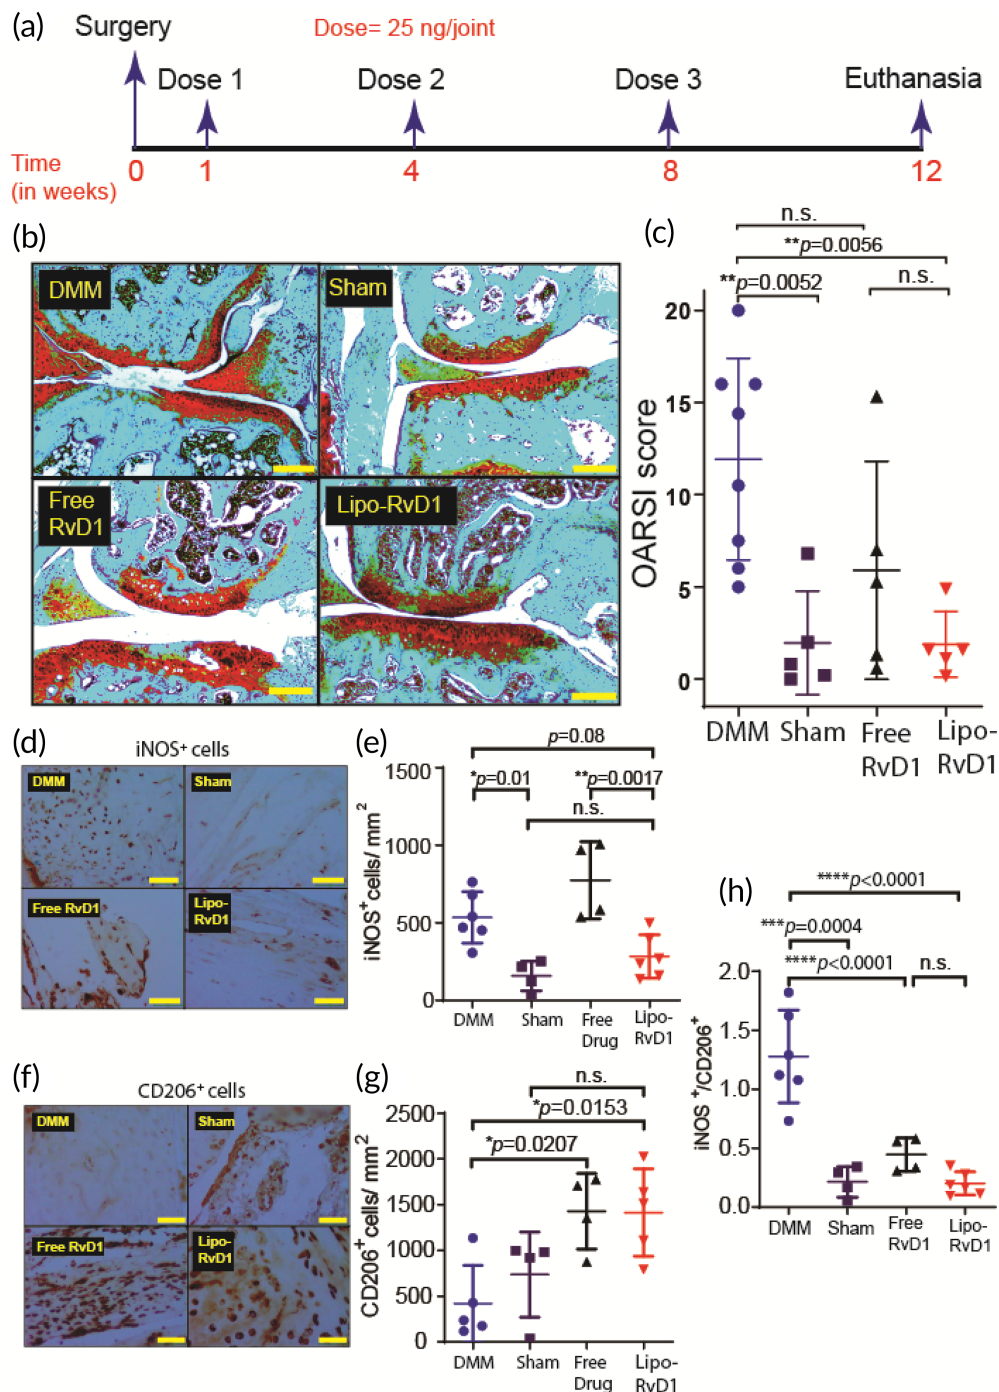 (a)
Surgery
Dose= 25 ng/joint
Dose 1
Dose 2
Dose 3
Euthanasia
Time
(in weeks)
0
1
4
8
12
(b)
DMM
Sham
Free
RvD1
Lipo-RvD1
(c)
n.s.
**p=0.0056
**p=0.0052
n.s.
OARSI score
20
15
10
5
0
DMM
Sham
Free
RvD1
Lipo-
RvD1
(d)
iNOS+ cells
DMM
Sham
Free RvD1
Lipo-
RvD1
(e)
p=0.08
*p=0.01
**p=0.0017
n.s.
iNOS+cells/ mm2
1500
1000
500
0
DMM
Sham
Free
Drug
Lipo-
RvD1
(f)
CD206+ cells
DMM
Sham
Free RvD1
Lipo-
RvD1
(g)
n.s.
*p=0.0153
*p=0.0207
CD206+ cells/ mm2
2500
2000
1500
1000
500
0
DMM
Sham
Free
Drug
Lipo-
RvD1
(h)
****p<0.0001
***p=0.0004
****p<0.0001
n.s.
iNOS +/CD206+
2.0
1.5
1.0
0.5
0.0
DMM
Sham
Free
RvD1
Lipo-
RvD1